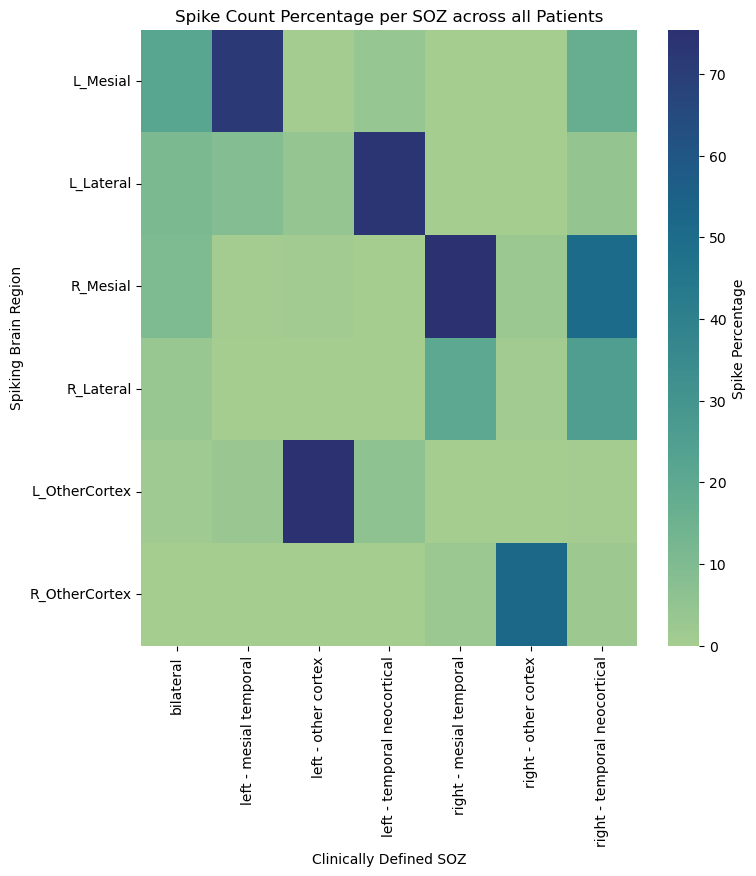 Spike Count Percentage per SOZ across all Patients
Spiking Brain Region
L_Mesial
L_Lateral
R_Mesial
R_Lateral
L_OtherCortex
R_OtherCortex
bilateral
left - mesial temporal
left - other cortex
left - temporal neocortical
right - mesial temporal
right - other cortex
right - temporal neocortical
Clinically Defined SOZ
70
60
50
40
30
20
10
0
Spike Percentage